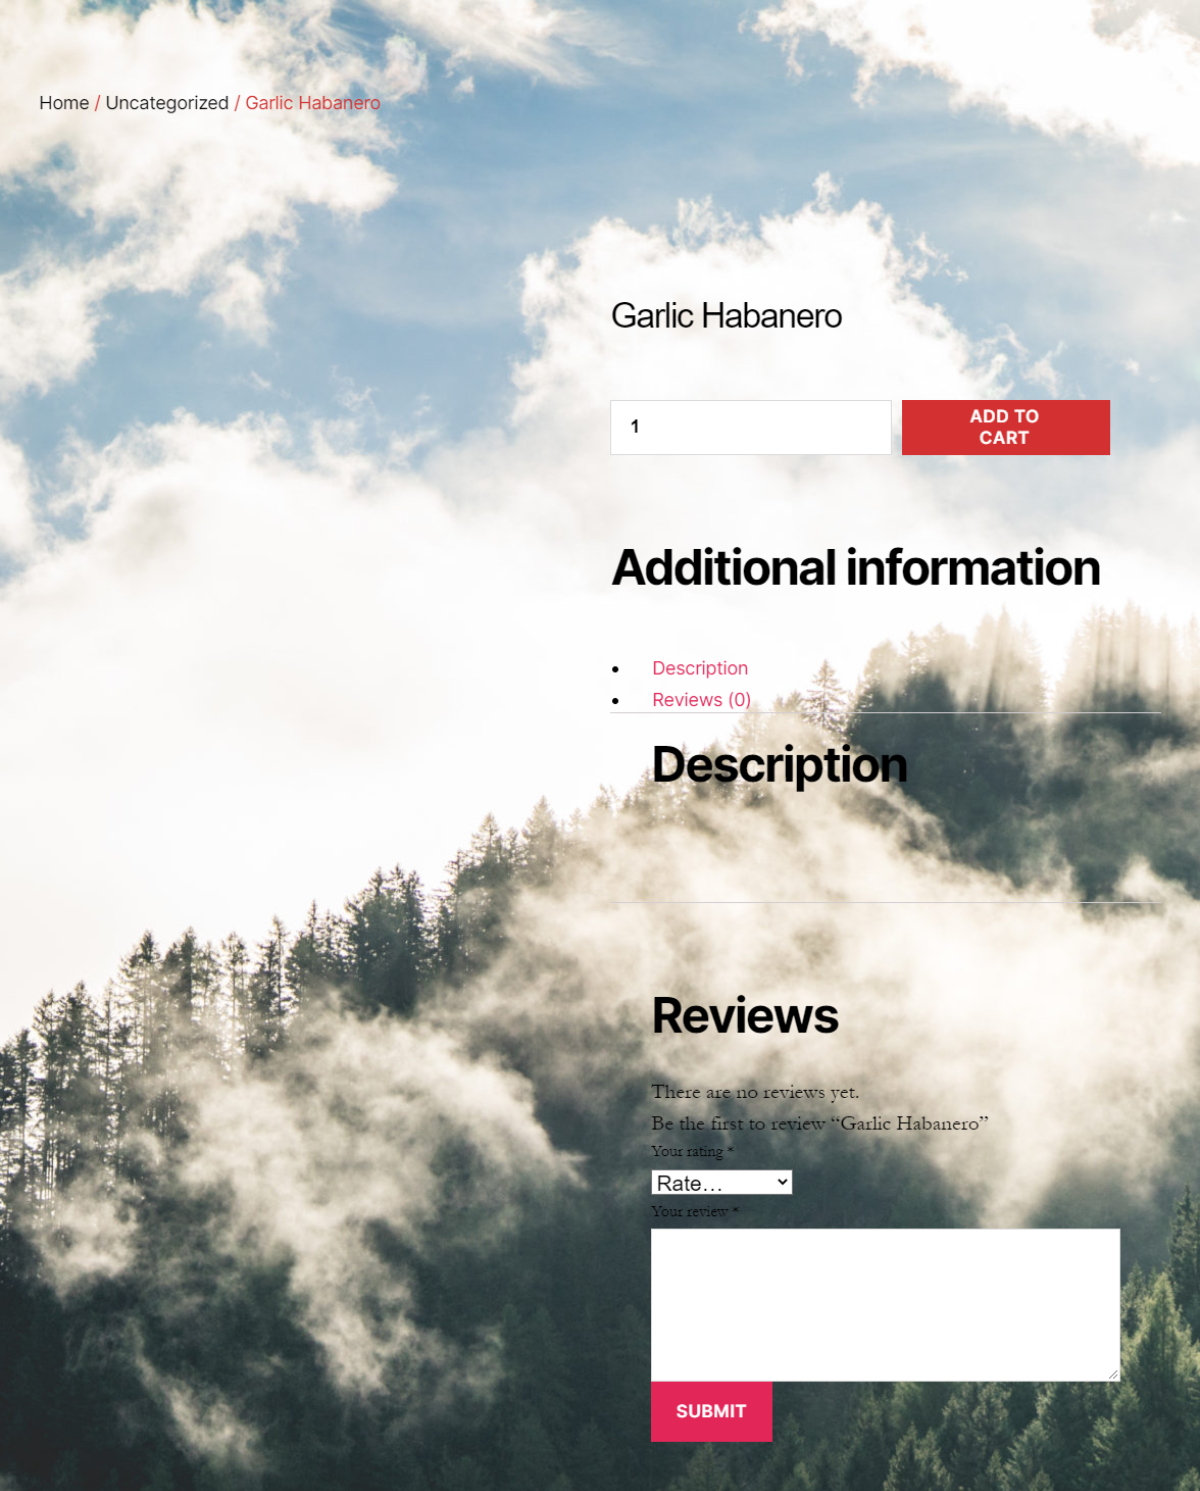 Home / Uncategorized / Garlic Habanero
Garlic Habanero
1
ADD TO
CART
Additional information
Description
Reviews (0)
Description
Reviews
There are no reviews yet.
Be the first to review “Garlic Habanero”
Your rating *
Rate…
Your review *
SUBMIT